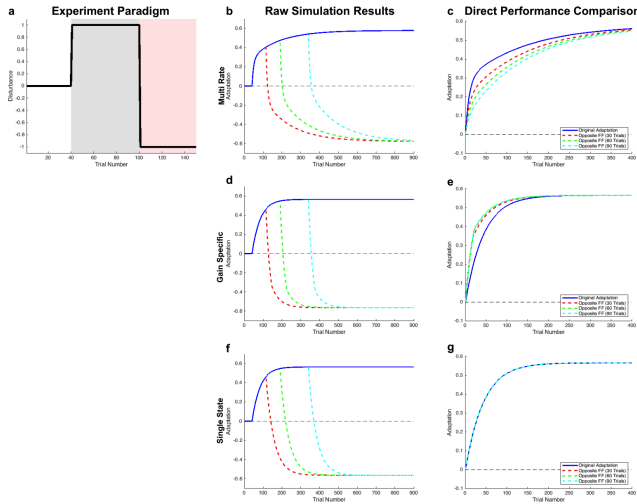 a Experiment Paradigm
Disturbance
1
0.8
0.6
0.4
0.2
0
-0.2
-0.4
-0.6
-0.8
-1
20 40 60 80 100 120 140
Trial Number
b Raw Simulation Results
Multi Rate
Adaptation
0.6
0.4
0.2
0
-0.2
-0.4
-0.6
0 100 200 300 400 500 600 700 800 900
Trial Number
c Direct Performance Comparison
Adaptation
0.6
0.5
0.4
0.3
0.2
0.1
0
-0.1
0 50 100 150 200 250 300 350 400
Trial Number
Original Adaptation
Opposite FF (30 Trials)
Opposite FF (60 Trials)
Opposite FF (90 Trials)
d
Gain Specific
Adaptation
0.6
0.4
0.2
0
-0.2
-0.4
-0.6
0 100 200 300 400 500 600 700 800 900
Trial Number
e
Adaptation
0.6
0.5
0.4
0.3
0.2
0.1
0
-0.1
0 50 100 150 200 250 300 350 400
Trial Number
Original Adaptation
Opposite FF (30 Trials)
Opposite FF (60 Trials)
Opposite FF (90 Trials)
f
Single State
Adaptation
0.6
0.4
0.2
0
-0.2
-0.4
-0.6
0 100 200 300 400 500 600 700 800 900
Trial Number
g
Adaptation
0.6
0.5
0.4
0.3
0.2
0.1
0
-0.1
0 50 100 150 200 250 300 350 400
Trial Number
Original Adaptation
Opposite FF (30 Trials)
Opposite FF (60 Trials)
Opposite FF (90 Trials)